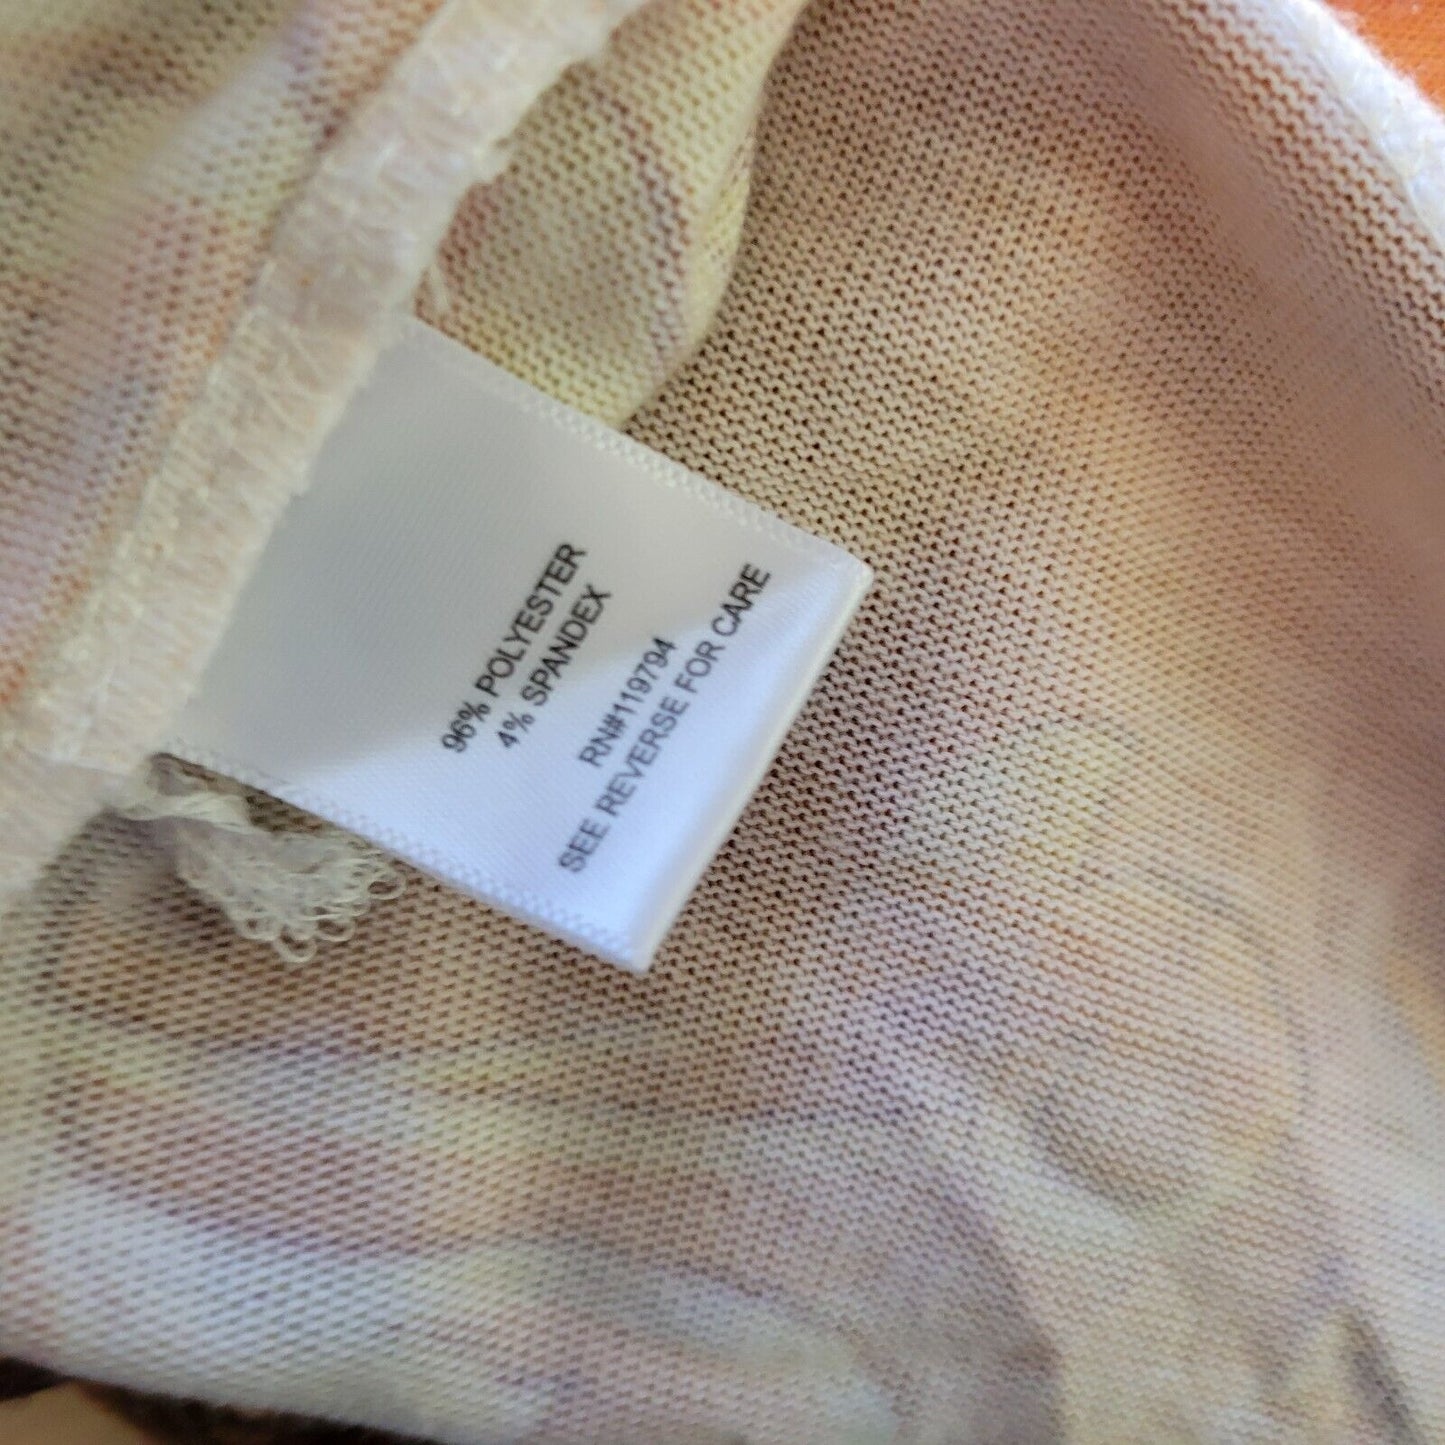 96% POLYESTER
4% SPANDEX
RN#119794
SEE REVERSE FOR CARE